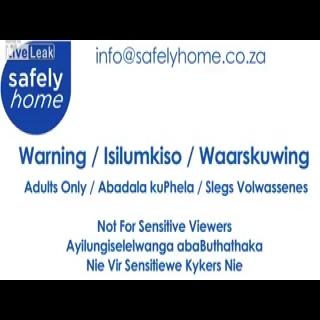 LiveLeak
safely
home
info@safelyhome.co.za
Warning / Isilumkiso / Waarskuwing
Adults Only / Abadala kuPhela / Slegs Volwassenes
Not For Sensitive Viewers
Ayilungiselelwanga abaButhathaka
Nie Vir Sensitiewe Kykers Nie